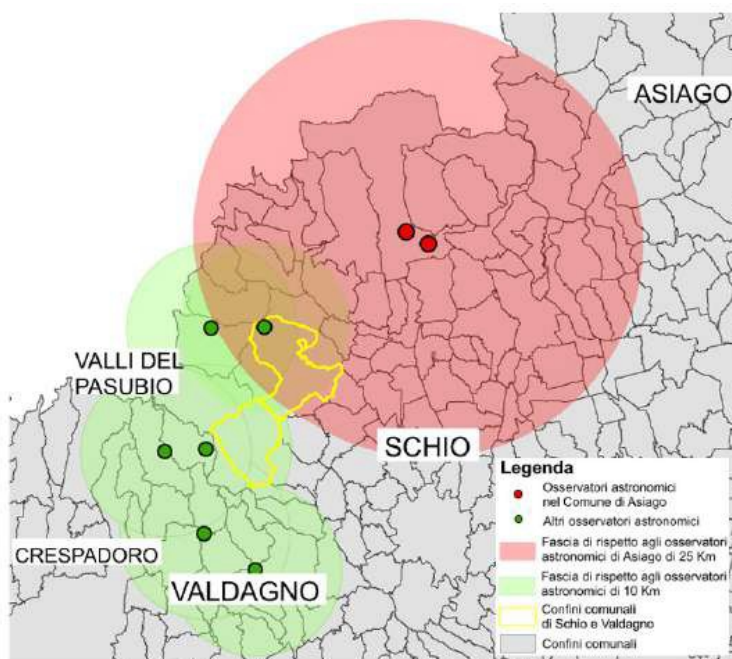 ASIAGO
VALLI DEL
PASUBIO
SCHIO
CRESPADORO
VALDAGNO
Legenda
Osservatori astronomici
nel Comune di Asiago
Altri osservatori astronomici
Fascia di rispetto agli osservatori
astronomici di Asiago di 25 Km
Fascia di rispetto agli osservatori
astronomici di 10 Km
Confini comunali
di Schio e Valdagno
Confini comunali